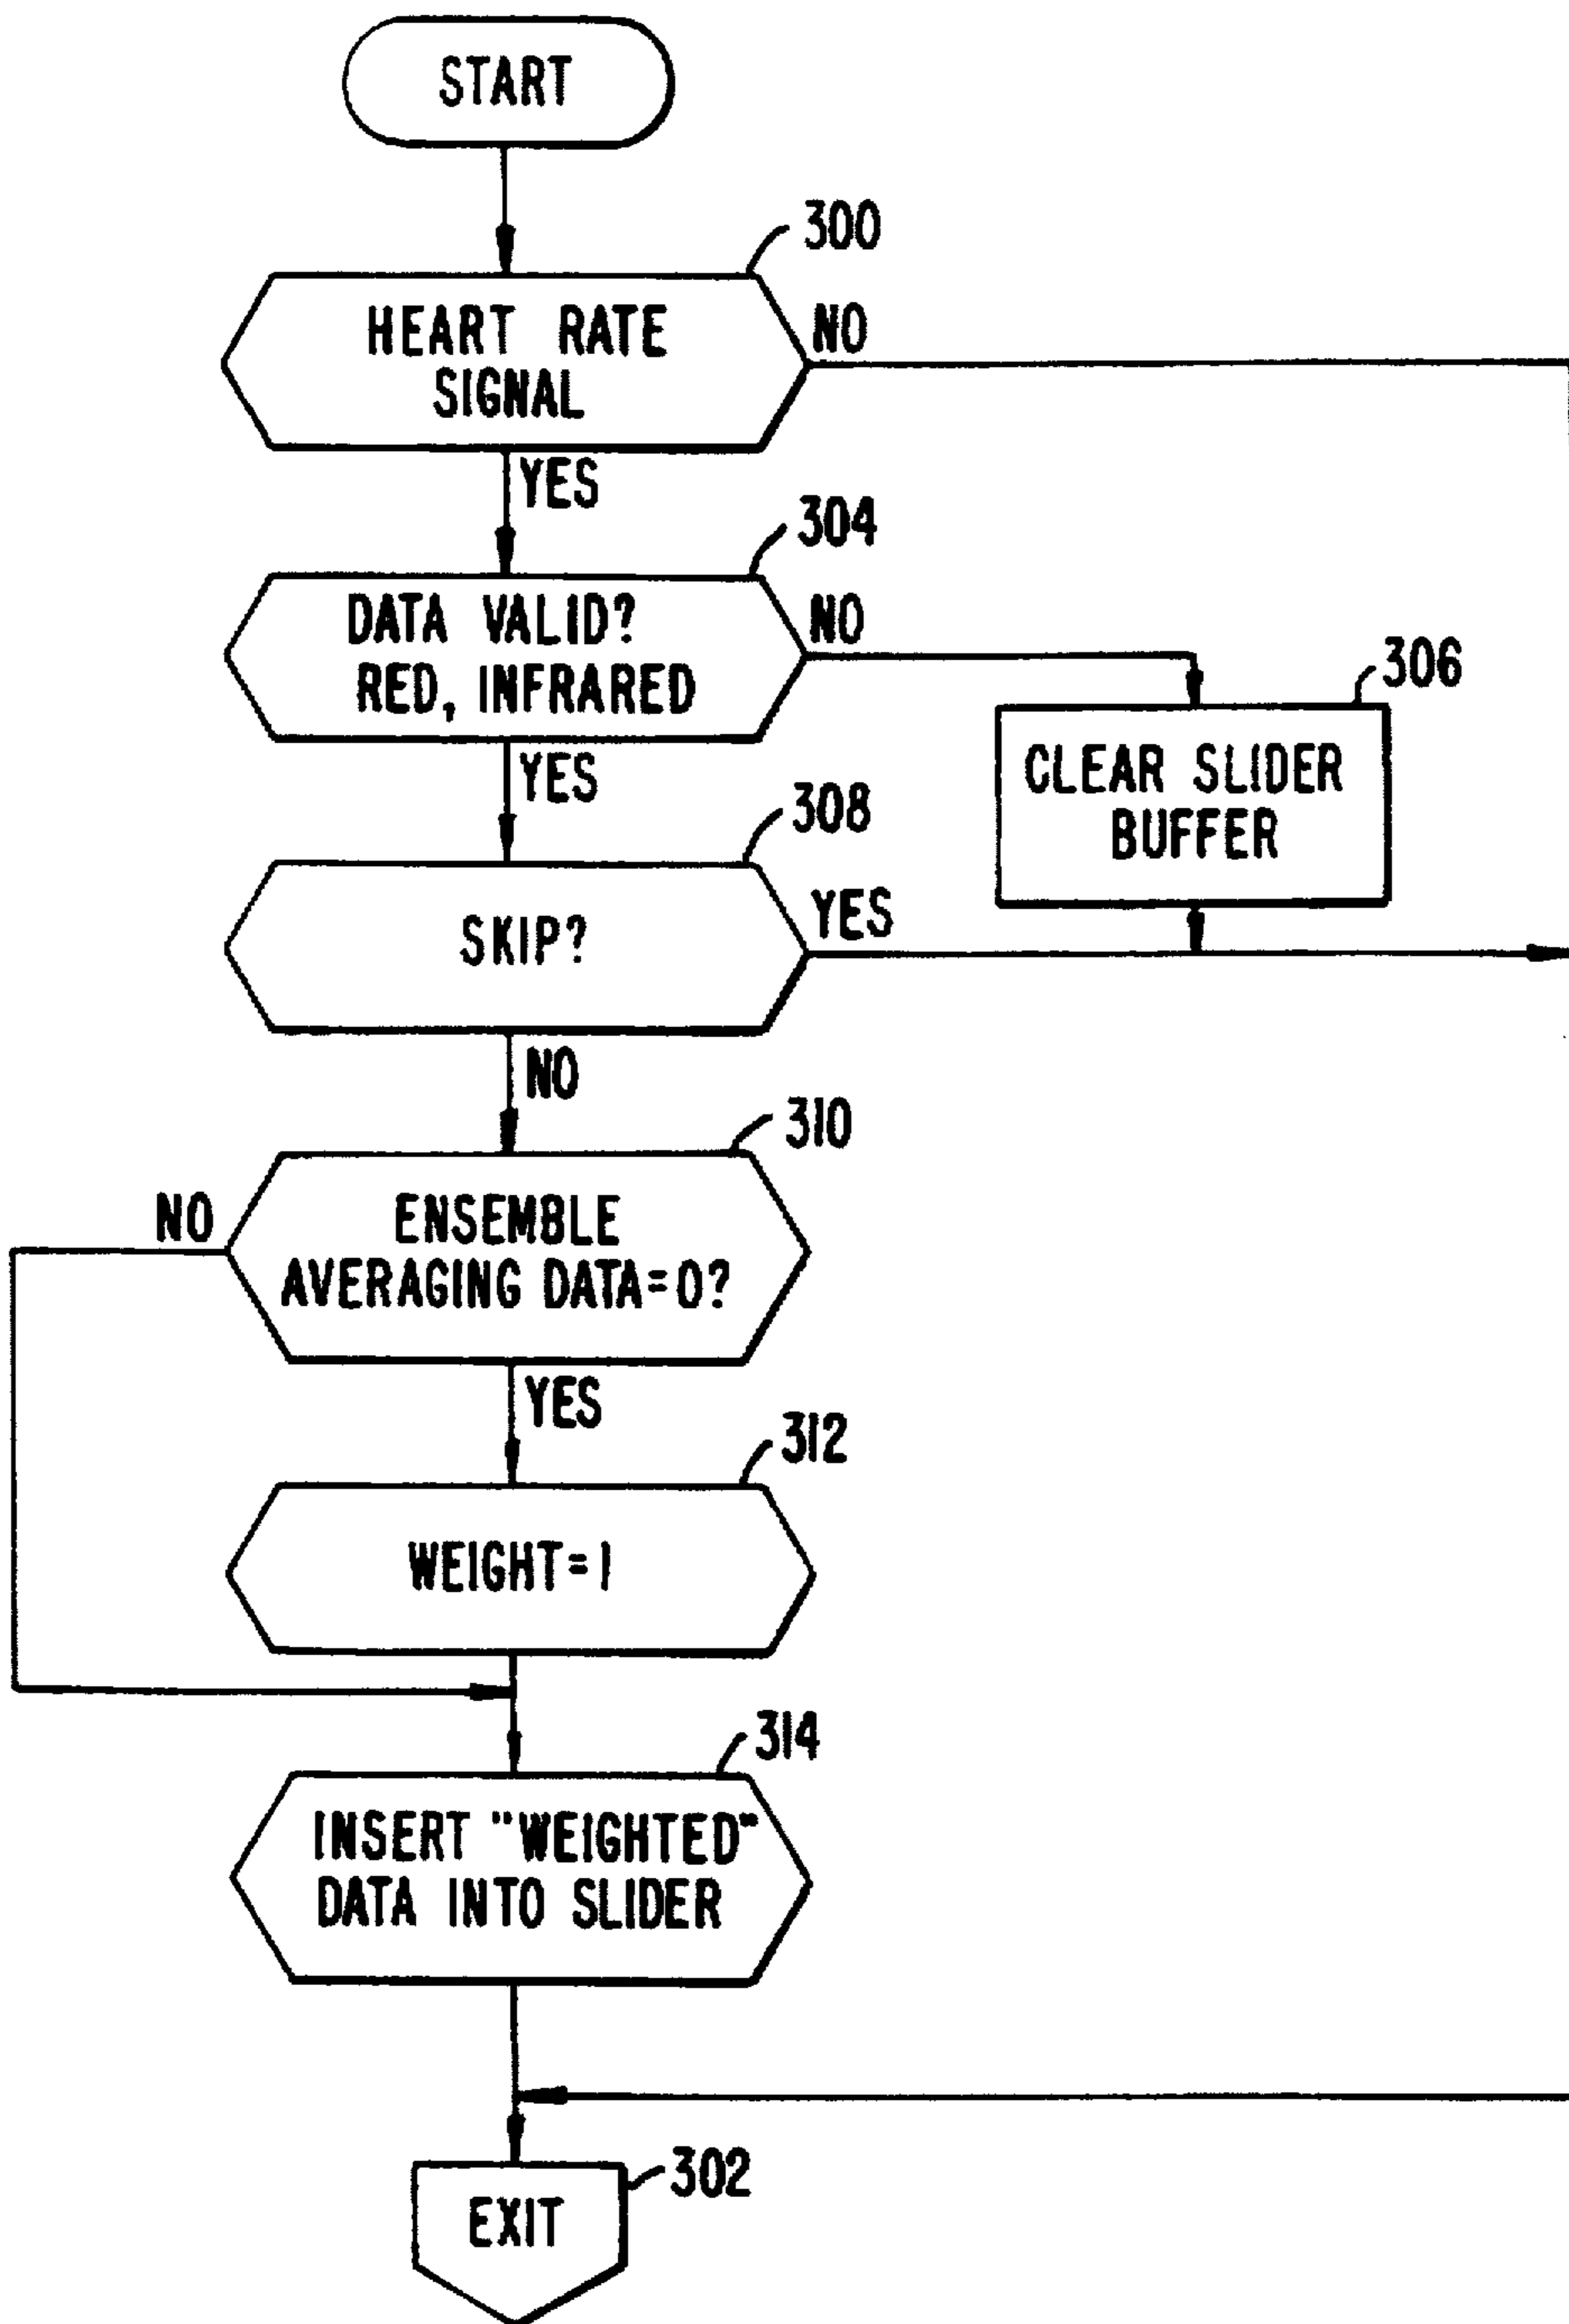 START
300
HEART RATE
SIGNAL
NO
YES
304
DATA VALID?
RED, INFRARED
NO
306
CLEAR SLIDER
BUFFER
YES
308
SKIP?
YES
NO
310
ENSEMBLE
AVERAGING DATA=0?
NO
YES
312
WEIGHT=1
314
INSERT "WEIGHTED"
DATA INTO SLIDER
302
EXIT